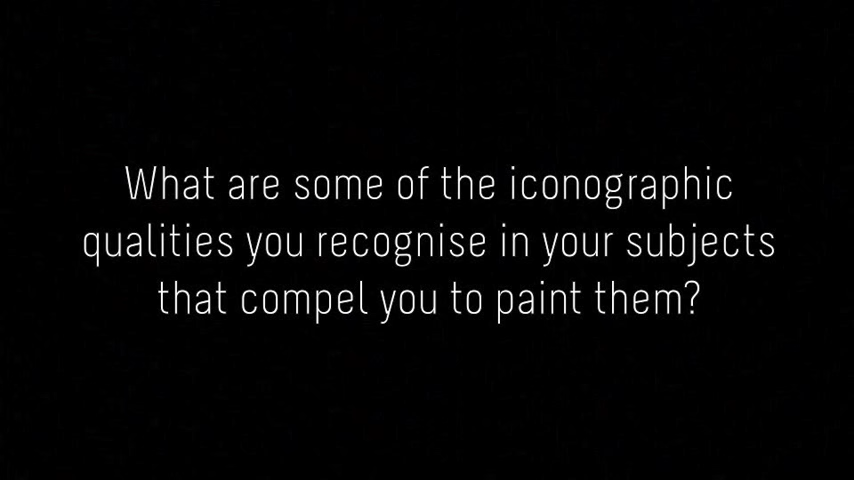 What are some of the iconographic
qualities you recognise in your subjects
that compel you to paint them?